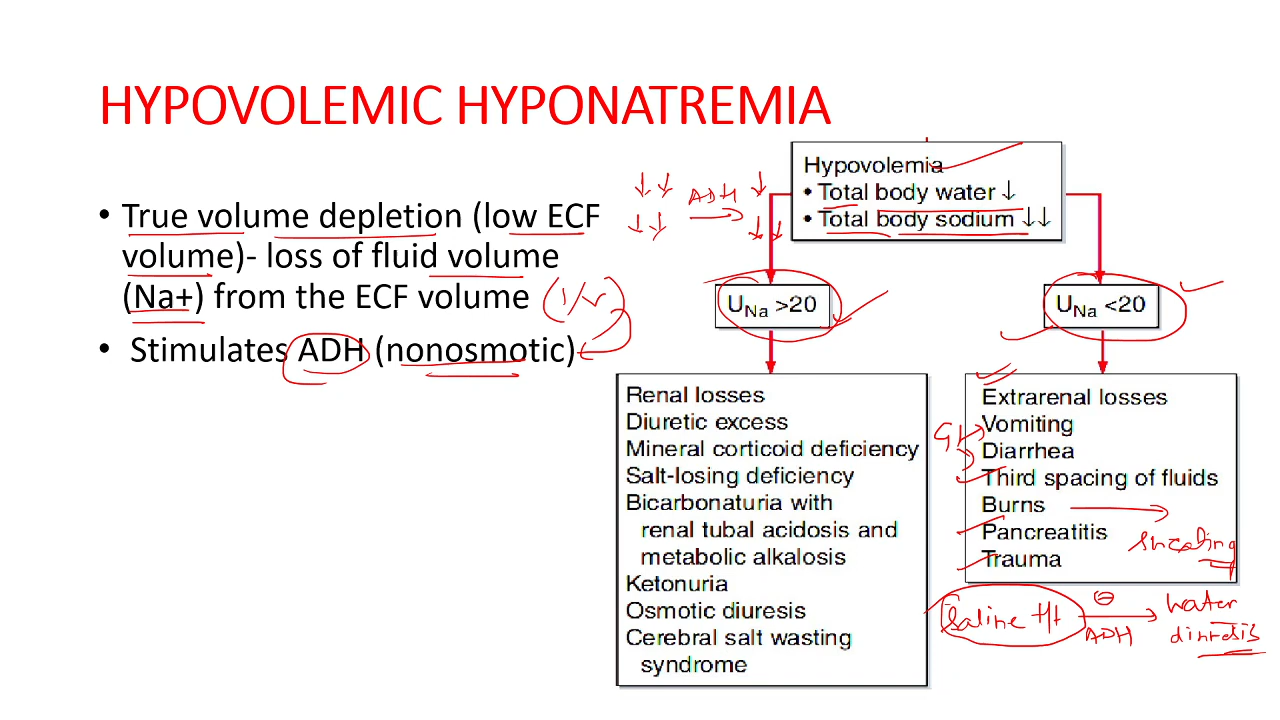 HYPOVOLEMIC HYPONATREMIA
• True volume depletion (low ECF
volume)- loss of fluid volume
(Na+) from the ECF volume (I/V)
• Stimulates ADH (nonosmotic)
↓↓ ADH ↓
↓↓ → ↓↓
Hypovolemia
• Total body water ↓
• Total body sodium ↓↓
UNa >20
UNa <20
Renal losses
Diuretic excess
Mineral corticoid deficiency
Salt-losing deficiency
Bicarbonaturia with
renal tubal acidosis and
metabolic alkalosis
Ketonuria
Osmotic diuresis
Cerebral salt wasting
syndrome
Extrarenal losses
GI Vomiting
Diarrhea
Third spacing of fluids
Burns →
Pancreatitis
Trauma
sweating
Saline t/t ⊖ ADH → water
diuresis